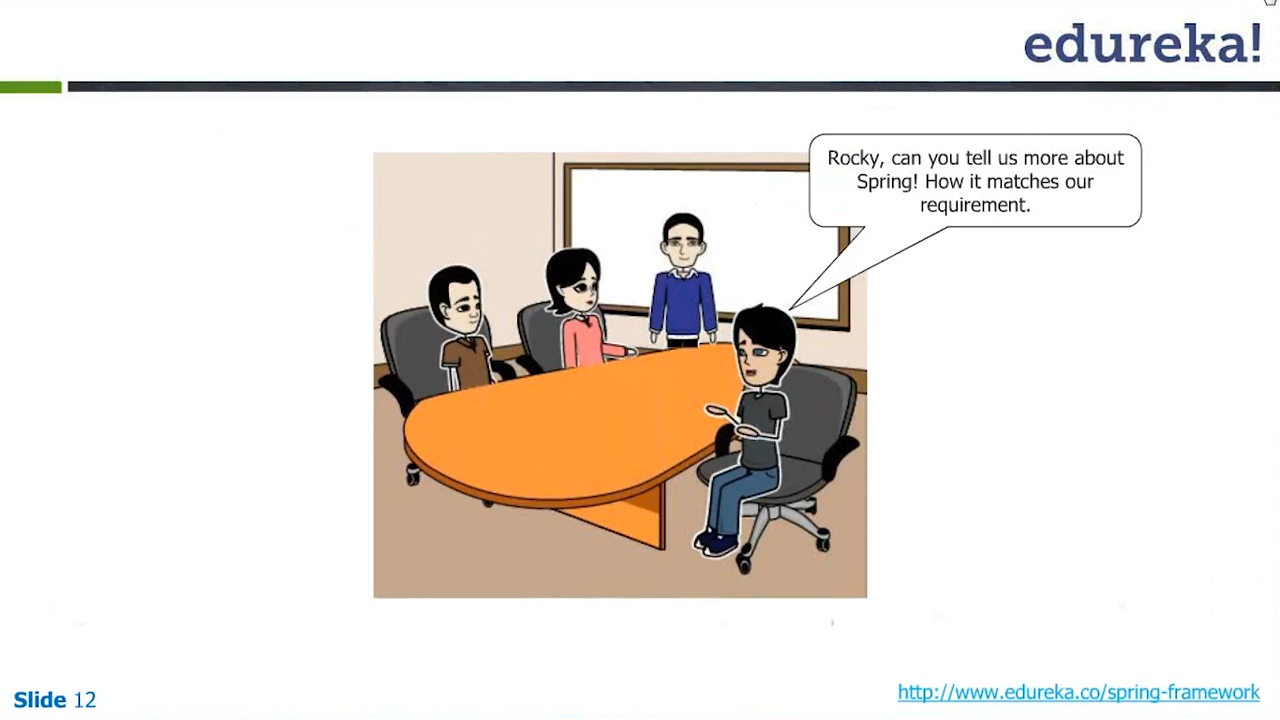 edureka!
Rocky, can you tell us more about
Spring! How it matches our
requirement.
Slide 12
http://www.edureka.co/spring-framework